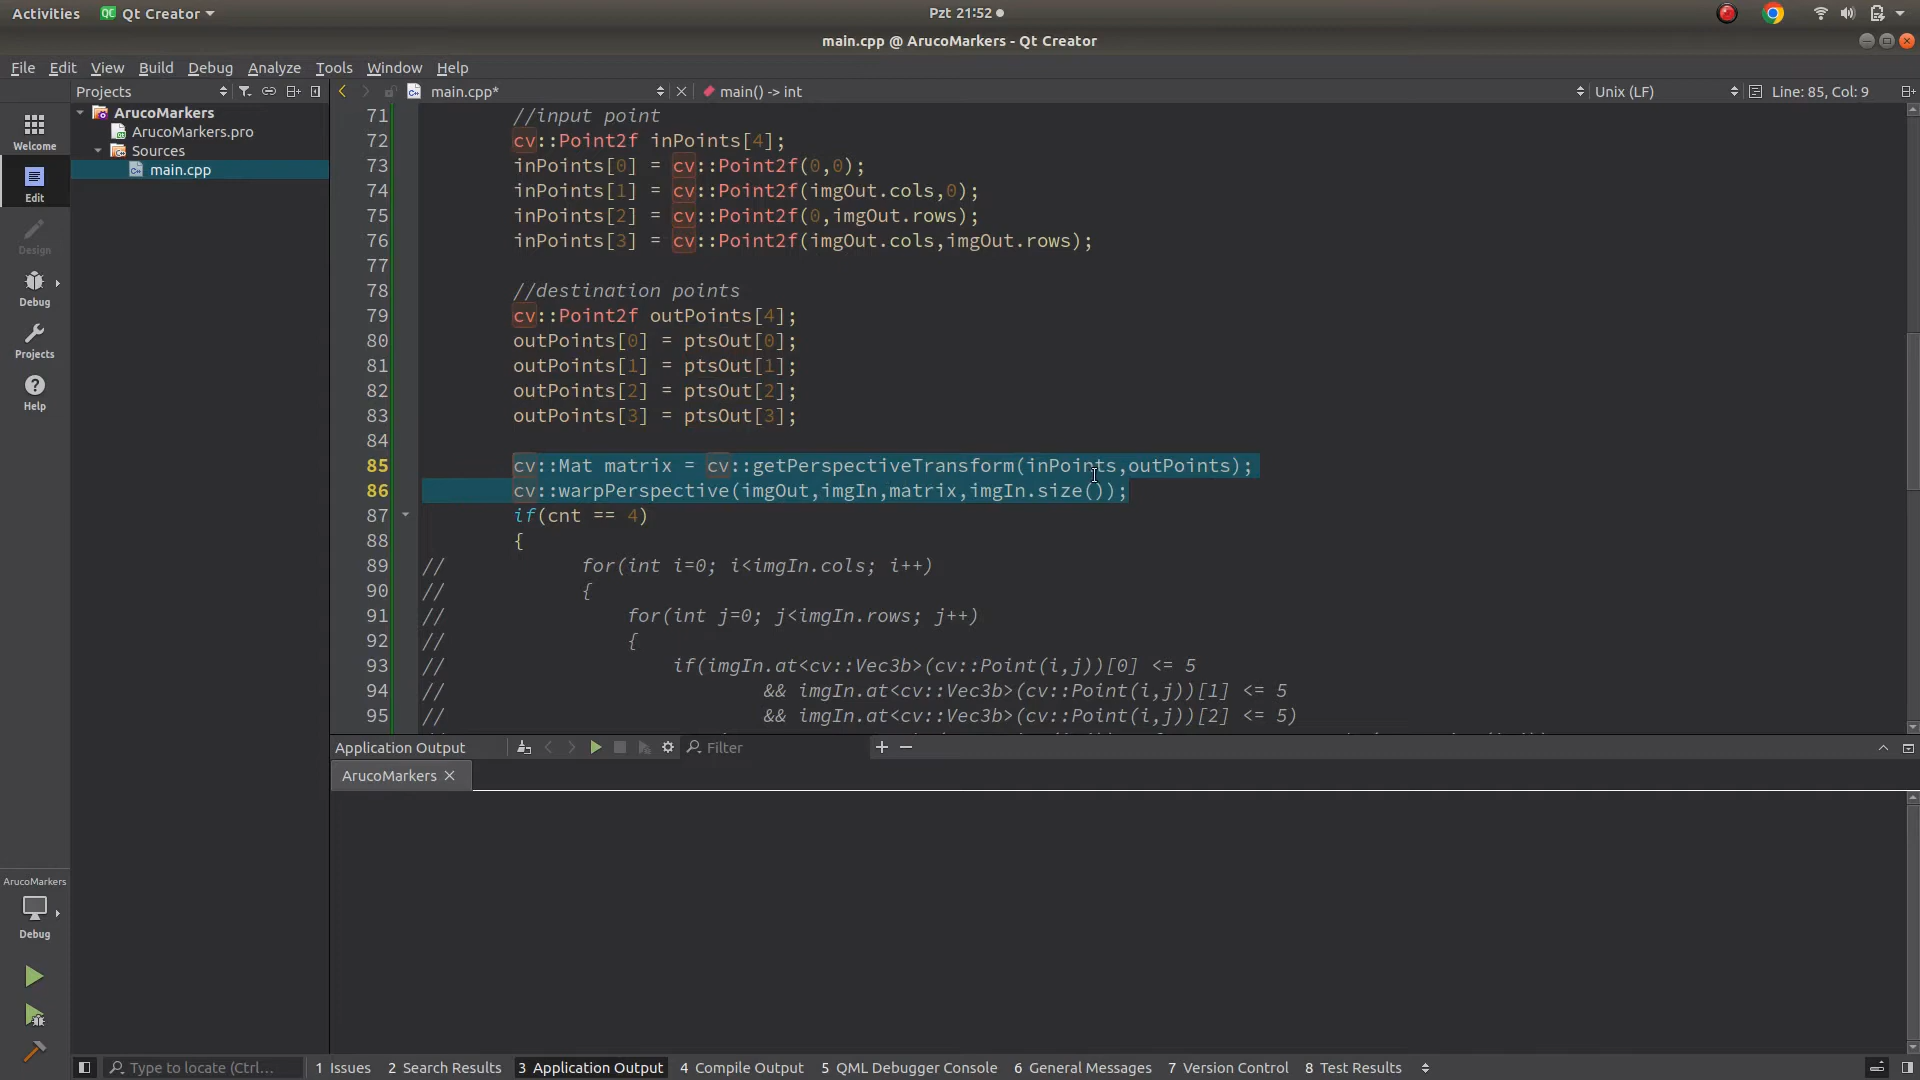 Activities Qt Creator Pzt 21:52
main.cpp @ ArucoMarkers - Qt Creator
File Edit View Build Debug Analyze Tools Window Help
Projects main.cpp* main() -> int Unix (LF) Line: 85, Col: 9
ArucoMarkers
ArucoMarkers.pro
Sources
main.cpp
Welcome
Edit
Design
Debug
Projects
Help
71 //input point
72 cv::Point2f inPoints[4];
73 inPoints[0] = cv::Point2f(0,0);
74 inPoints[1] = cv::Point2f(imgOut.cols,0);
75 inPoints[2] = cv::Point2f(0,imgOut.rows);
76 inPoints[3] = cv::Point2f(imgOut.cols,imgOut.rows);
77
78 //destination points
79 cv::Point2f outPoints[4];
80 outPoints[0] = ptsOut[0];
81 outPoints[1] = ptsOut[1];
82 outPoints[2] = ptsOut[2];
83 outPoints[3] = ptsOut[3];
84
85 cv::Mat matrix = cv::getPerspectiveTransform(inPoints,outPoints);
86 cv::warpPerspective(imgOut,imgIn,matrix,imgIn.size());
87 if(cnt == 4)
88 {
89 // for(int i=0; i<imgIn.cols; i++)
90 // {
91 // for(int j=0; j<imgIn.rows; j++)
92 // {
93 // if(imgIn.at<cv::Vec3b>(cv::Point(i,j))[0] <= 5
94 // && imgIn.at<cv::Vec3b>(cv::Point(i,j))[1] <= 5
95 // && imgIn.at<cv::Vec3b>(cv::Point(i,j))[2] <= 5)
Application Output Filter
ArucoMarkers
ArucoMarkers
Debug
Type to locate (Ctrl... 1 Issues 2 Search Results 3 Application Output 4 Compile Output 5 QML Debugger Console 6 General Messages 7 Version Control 8 Test Results